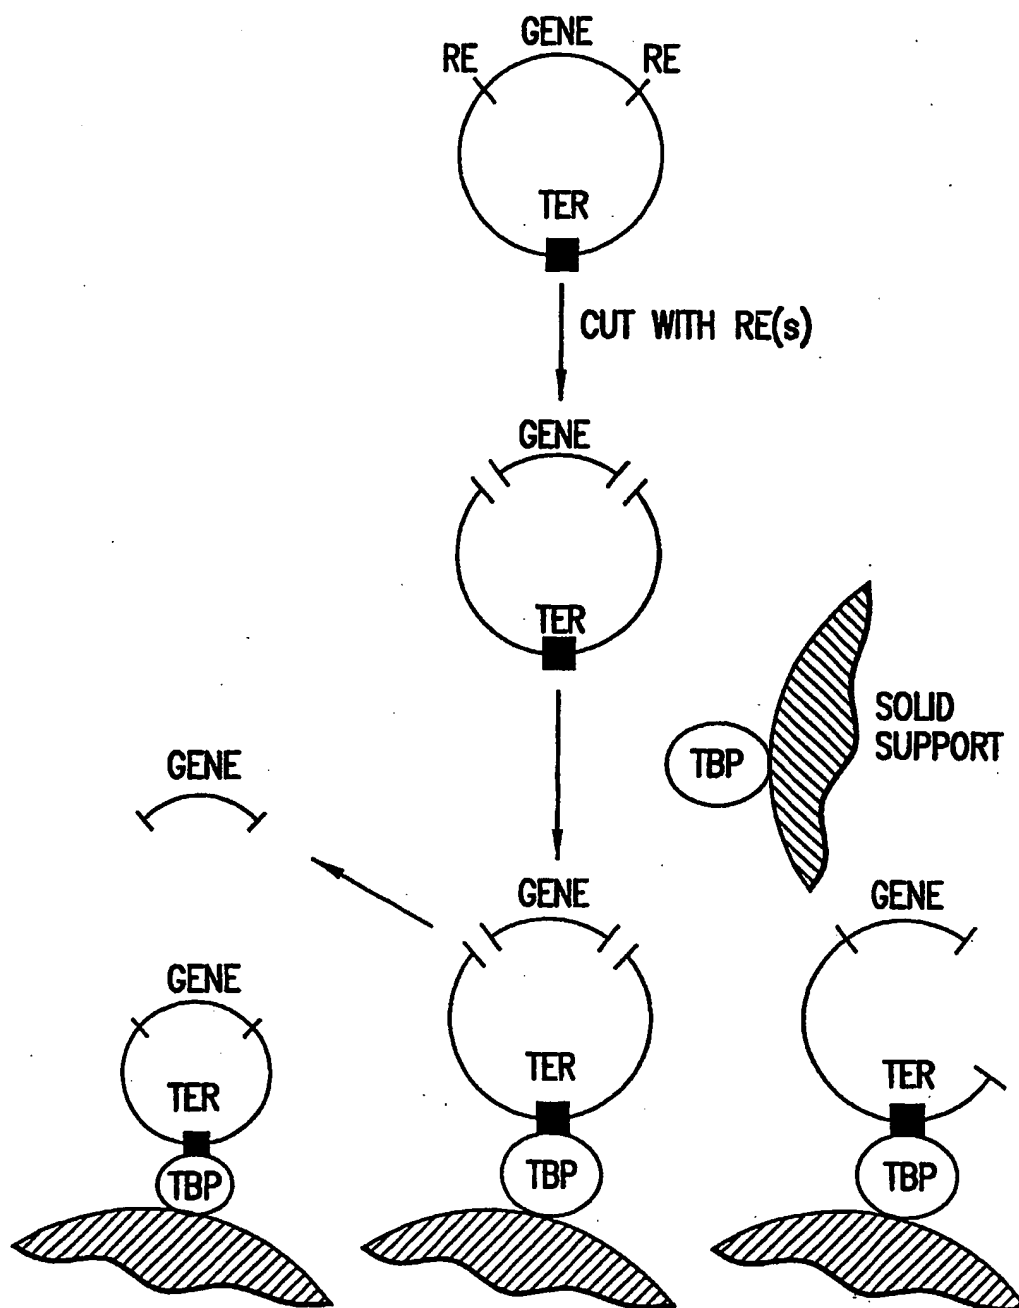 GENE
RE
RE
TER
CUT WITH RE(s)
GENE
TER
SOLID
SUPPORT
TBP
GENE
GENE
GENE
GENE
TER
TER
TER
TBP
TBP
TBP